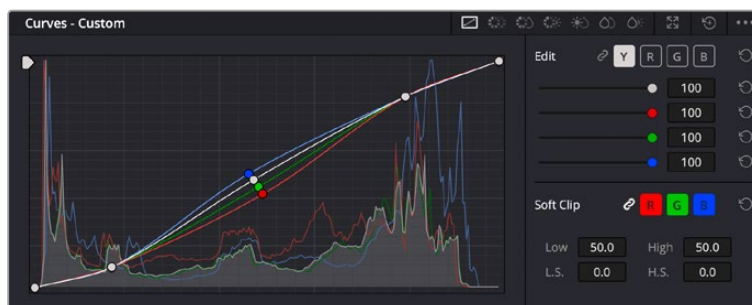 Curves - Custom
Edit Y R G B
100
100
100
100
Soft Clip R G B
Low 50.0 High 50.0
L.S. 0.0 H.S. 0.0